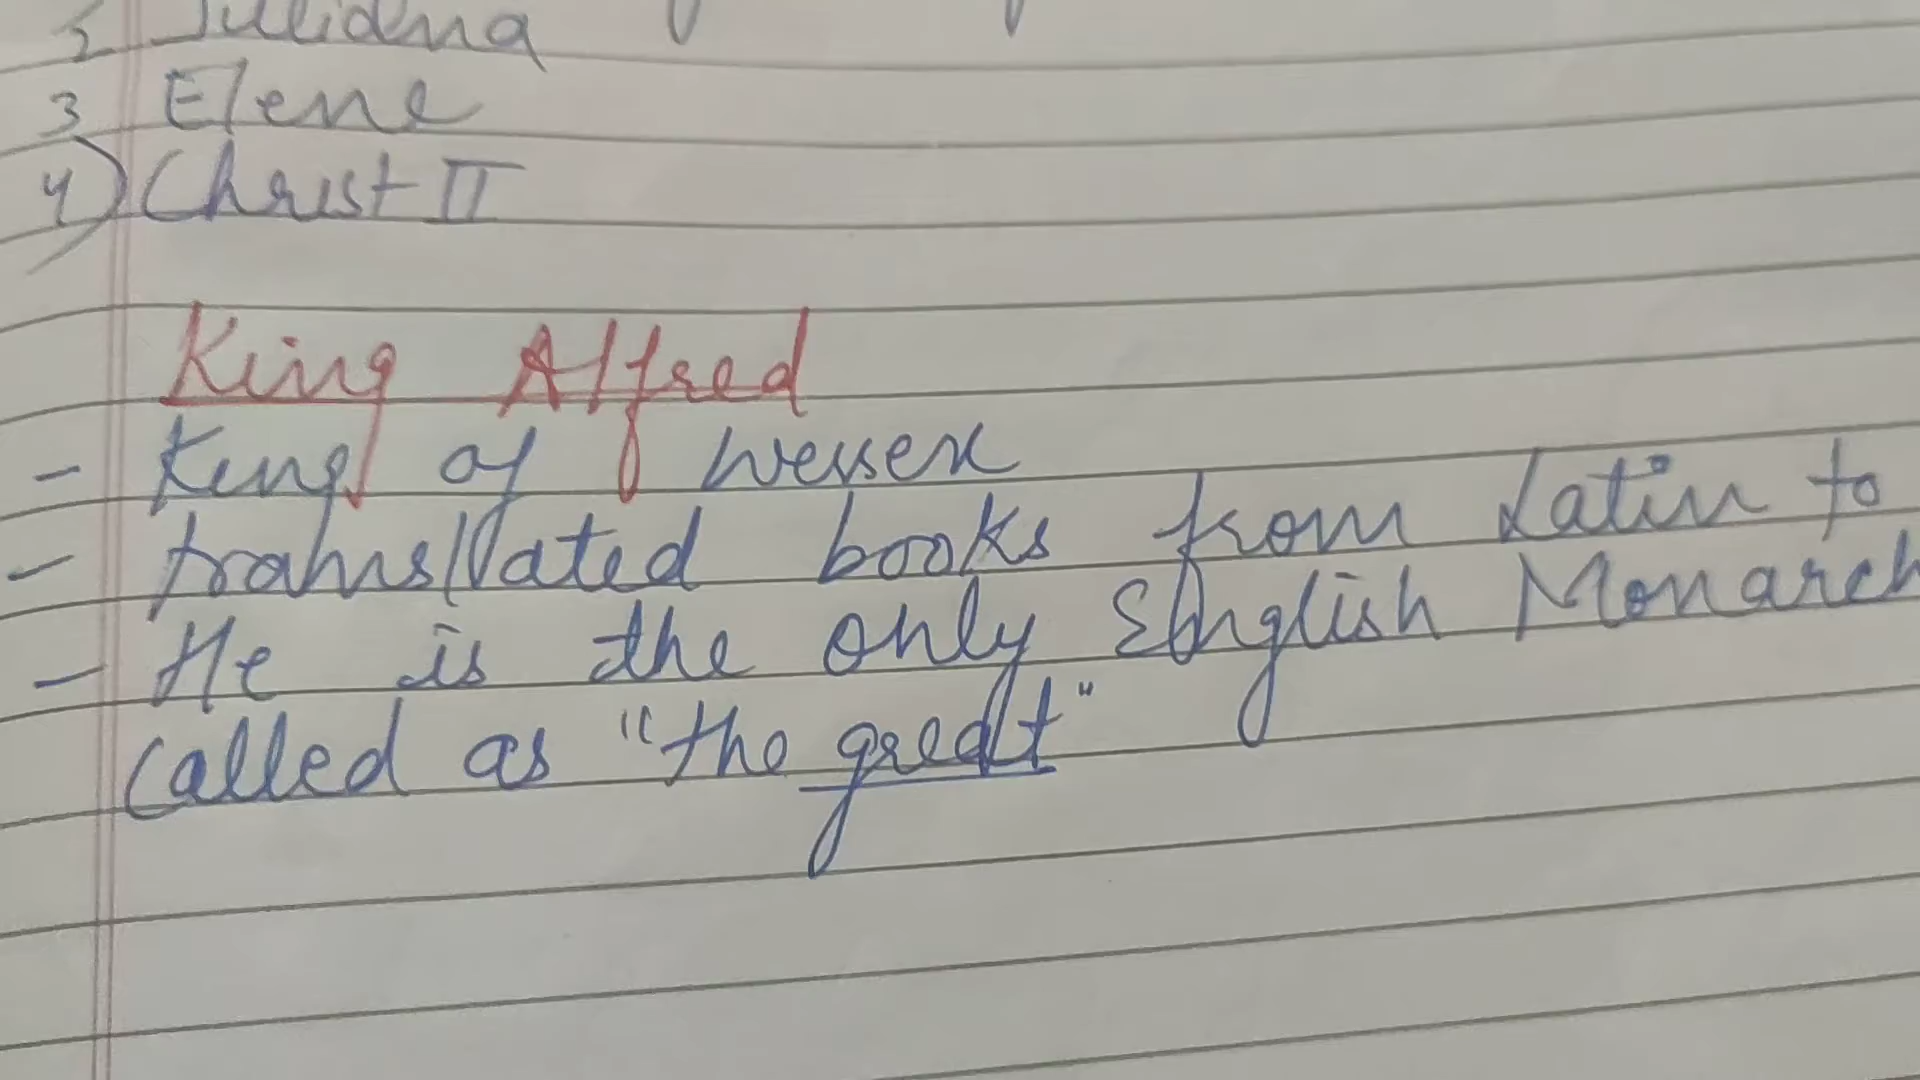 2 Juliana
3 Elene
4) Christ II
King Alfred
- King of Wessex
- translated books from Latin to
- He is the only English Monarch
called as "the great"